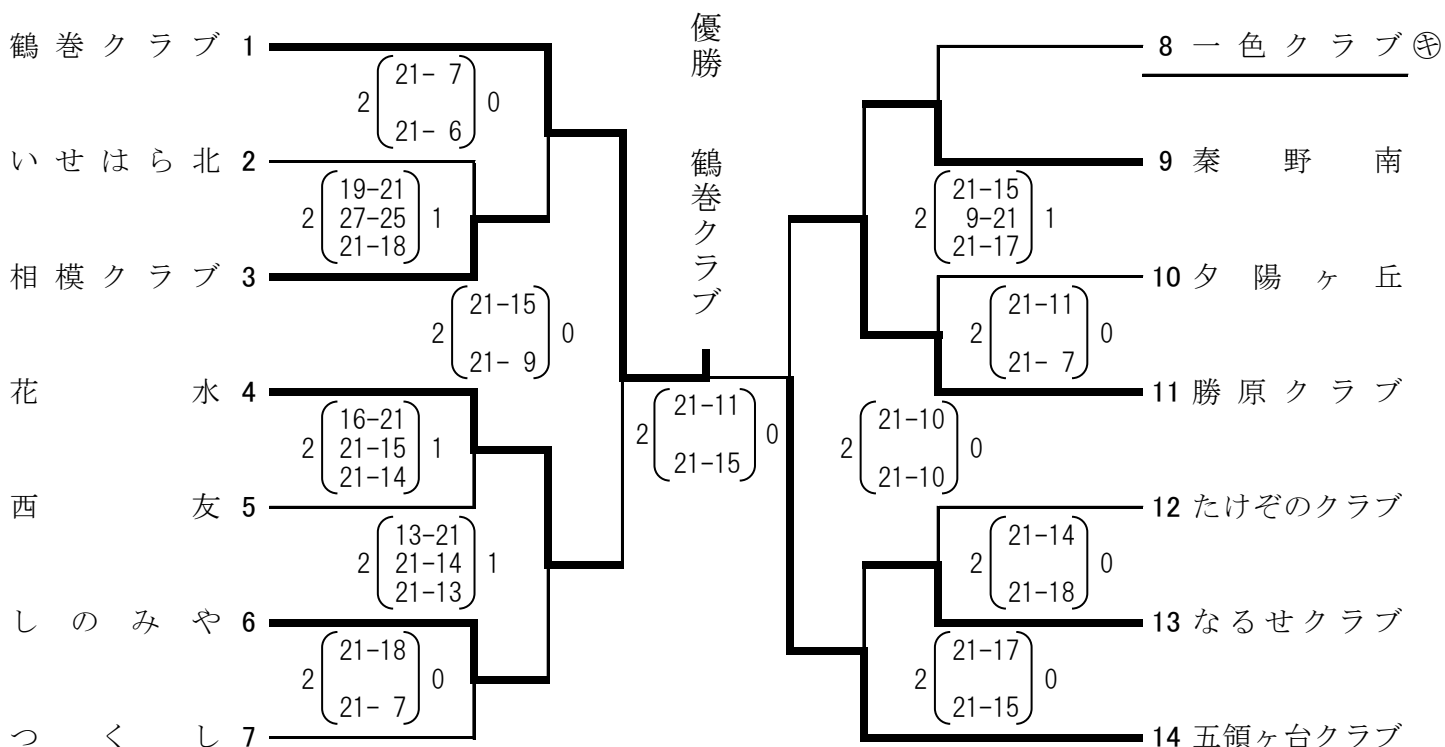 優勝 鶴巻クラブ
鶴巻クラブ 1
2 21- 7 0
21- 6
いせはら北 2
2 19-21 1
27-25
21-18
相模クラブ 3
2 21-15 0
21- 9
花水 4
2 16-21 1
21-15
21-14
西友 5
2 13-21 1
21-14
21-13
しのみや 6
2 21-18 0
21- 7
つくし 7
2 21-11 0
21-15
8 一色クラブ㋖
9 秦野南
2 21-15 1
9-21
21-17
10 夕陽ヶ丘
2 21-11 0
21- 7
11 勝原クラブ
2 21-10 0
21-10
12 たけぞのクラブ
2 21-14 0
21-18
13 なるせクラブ
2 21-17 0
21-15
14 五領ヶ台クラブ